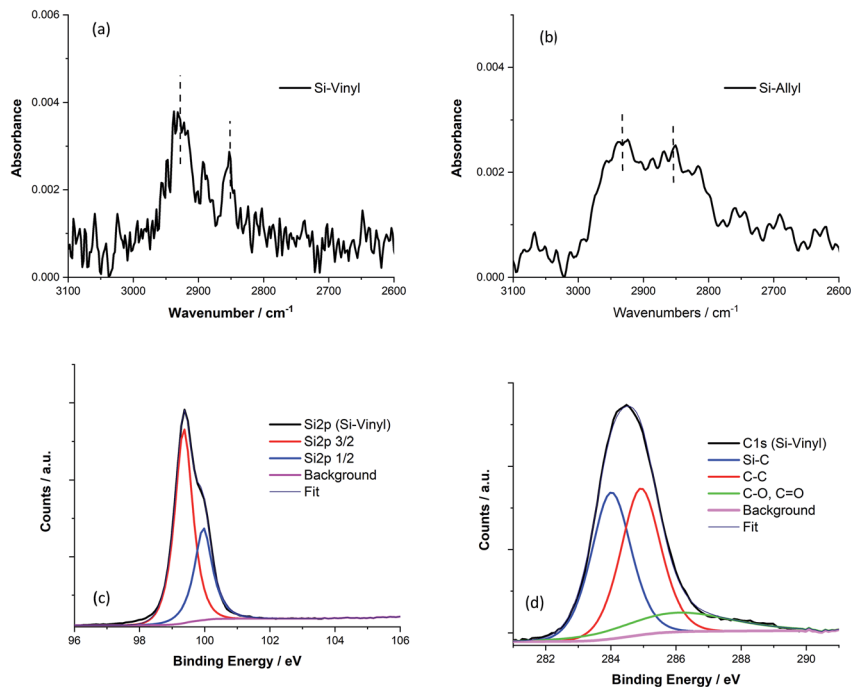 (a)
Si-Vinyl
Absorbance
0.006
0.004
0.002
0.000
3100 3000 2900 2800 2700 2600
Wavenumber / cm⁻¹
(b)
Si-Allyl
Absorbance
0.004
0.002
0.000
3100 3000 2900 2800 2700 2600
Wavenumbers / cm⁻¹
Si2p (Si-Vinyl)
Si2p 3/2
Si2p 1/2
Background
Fit
Counts / a.u.
(c)
96 98 100 102 104 106
Binding Energy / eV
C1s (Si-Vinyl)
Si-C
C-C
C-O, C=O
Background
Fit
Counts / a.u.
(d)
282 284 286 288 290
Binding Energy / eV